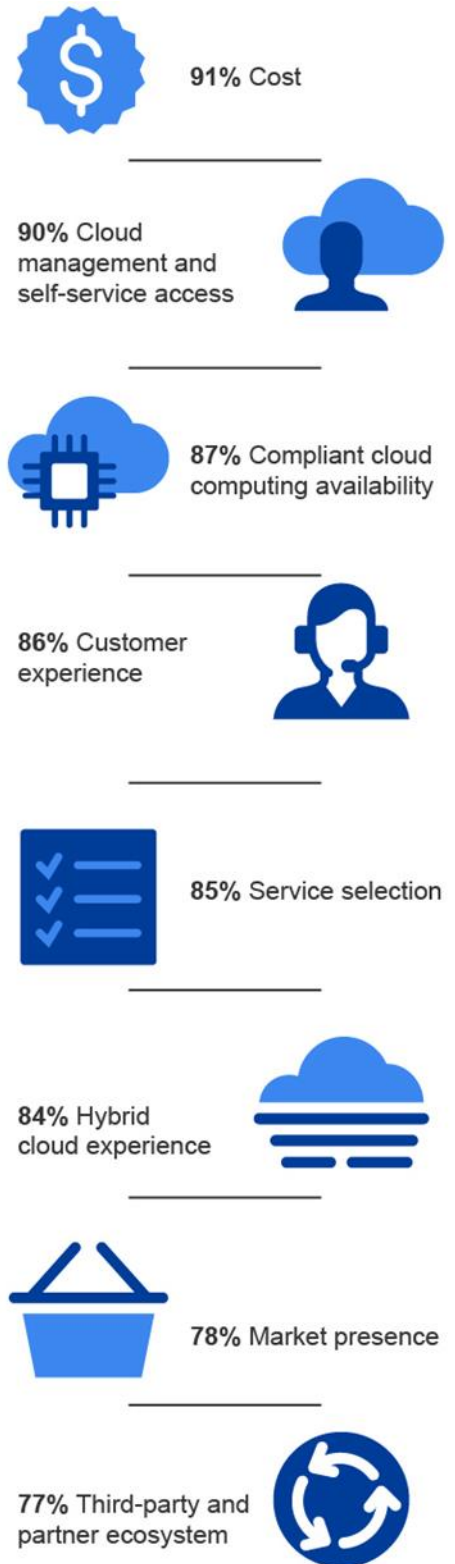 $
91% Cost
90% Cloud
management and
self-service access
87% Compliant cloud
computing availability
86% Customer
experience
85% Service selection
84% Hybrid
cloud experience
78% Market presence
77% Third-party and
partner ecosystem